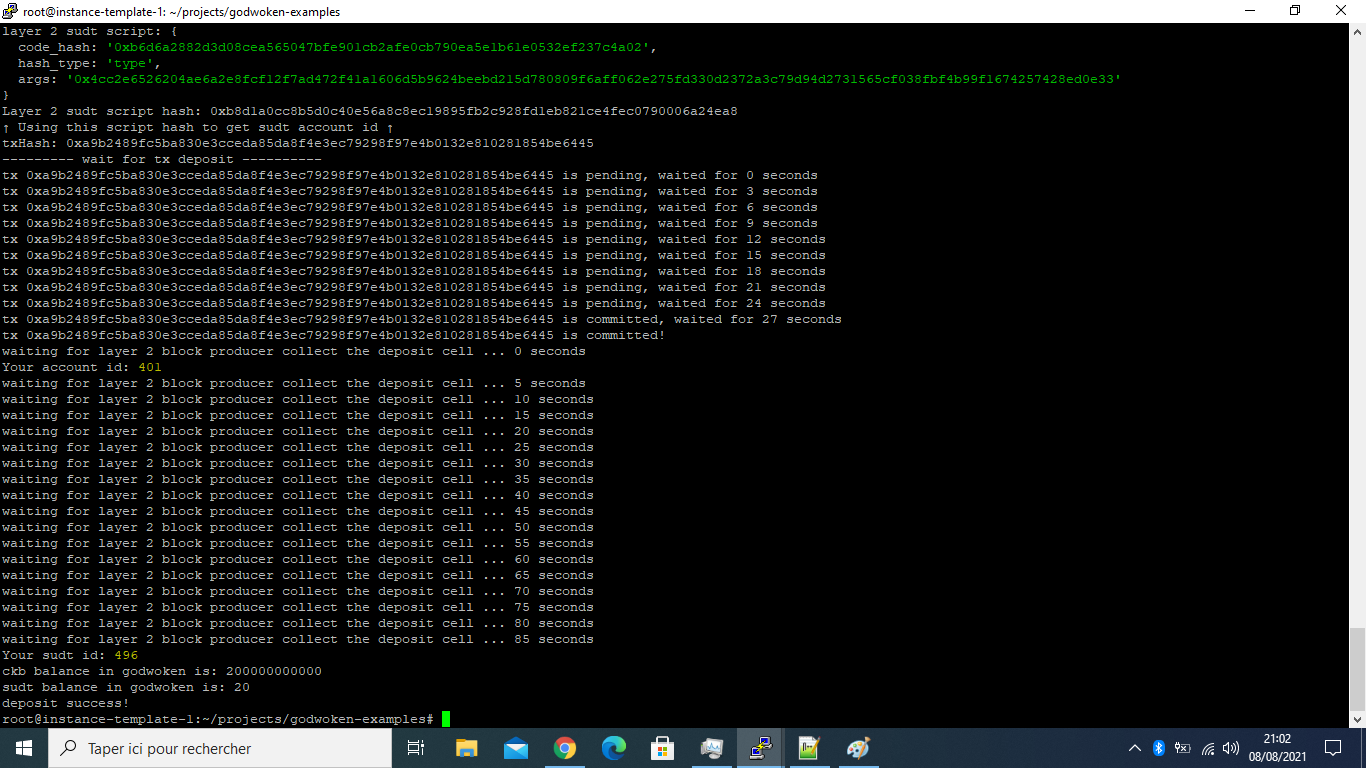 root@instance-template-1: ~/projects/godwoken-examples
layer 2 sudt script: {
  code_hash: '0xb6d6a2882d3d08cea565047bfe901cb2afe0cb790ea5e1b61e0532ef237c4a02',
  hash_type: 'type',
  args: '0x4cc2e6526204ae6a2e8fcf12f7ad472f41a1606d5b9624beebd215d780809f6aff062e275fd330d2372a3c79d94d2731565cf038fbf4b99f1674257428ed0e33'
}
Layer 2 sudt script hash: 0xb8d1a0cc8b5d0c40e56a8c8ec19895fb2c928fd1eb821ce4fec0790006a24ea8
↑ Using this script hash to get sudt account id ↑
txHash: 0xa9b2489fc5ba830e3cceda85da8f4e3ec79298f97e4b0132e810281854be6445
--------- wait for tx deposit ----------
tx 0xa9b2489fc5ba830e3cceda85da8f4e3ec79298f97e4b0132e810281854be6445 is pending, waited for 0 seconds
tx 0xa9b2489fc5ba830e3cceda85da8f4e3ec79298f97e4b0132e810281854be6445 is pending, waited for 3 seconds
tx 0xa9b2489fc5ba830e3cceda85da8f4e3ec79298f97e4b0132e810281854be6445 is pending, waited for 6 seconds
tx 0xa9b2489fc5ba830e3cceda85da8f4e3ec79298f97e4b0132e810281854be6445 is pending, waited for 9 seconds
tx 0xa9b2489fc5ba830e3cceda85da8f4e3ec79298f97e4b0132e810281854be6445 is pending, waited for 12 seconds
tx 0xa9b2489fc5ba830e3cceda85da8f4e3ec79298f97e4b0132e810281854be6445 is pending, waited for 15 seconds
tx 0xa9b2489fc5ba830e3cceda85da8f4e3ec79298f97e4b0132e810281854be6445 is pending, waited for 18 seconds
tx 0xa9b2489fc5ba830e3cceda85da8f4e3ec79298f97e4b0132e810281854be6445 is pending, waited for 21 seconds
tx 0xa9b2489fc5ba830e3cceda85da8f4e3ec79298f97e4b0132e810281854be6445 is pending, waited for 24 seconds
tx 0xa9b2489fc5ba830e3cceda85da8f4e3ec79298f97e4b0132e810281854be6445 is committed, waited for 27 seconds
tx 0xa9b2489fc5ba830e3cceda85da8f4e3ec79298f97e4b0132e810281854be6445 is committed!
waiting for layer 2 block producer collect the deposit cell ... 0 seconds
Your account id: 401
waiting for layer 2 block producer collect the deposit cell ... 5 seconds
waiting for layer 2 block producer collect the deposit cell ... 10 seconds
waiting for layer 2 block producer collect the deposit cell ... 15 seconds
waiting for layer 2 block producer collect the deposit cell ... 20 seconds
waiting for layer 2 block producer collect the deposit cell ... 25 seconds
waiting for layer 2 block producer collect the deposit cell ... 30 seconds
waiting for layer 2 block producer collect the deposit cell ... 35 seconds
waiting for layer 2 block producer collect the deposit cell ... 40 seconds
waiting for layer 2 block producer collect the deposit cell ... 45 seconds
waiting for layer 2 block producer collect the deposit cell ... 50 seconds
waiting for layer 2 block producer collect the deposit cell ... 55 seconds
waiting for layer 2 block producer collect the deposit cell ... 60 seconds
waiting for layer 2 block producer collect the deposit cell ... 65 seconds
waiting for layer 2 block producer collect the deposit cell ... 70 seconds
waiting for layer 2 block producer collect the deposit cell ... 75 seconds
waiting for layer 2 block producer collect the deposit cell ... 80 seconds
waiting for layer 2 block producer collect the deposit cell ... 85 seconds
Your sudt id: 496
ckb balance in godwoken is: 200000000000
sudt balance in godwoken is: 20
deposit success!
root@instance-template-1:~/projects/godwoken-examples#
Taper ici pour rechercher
21:02
08/08/2021